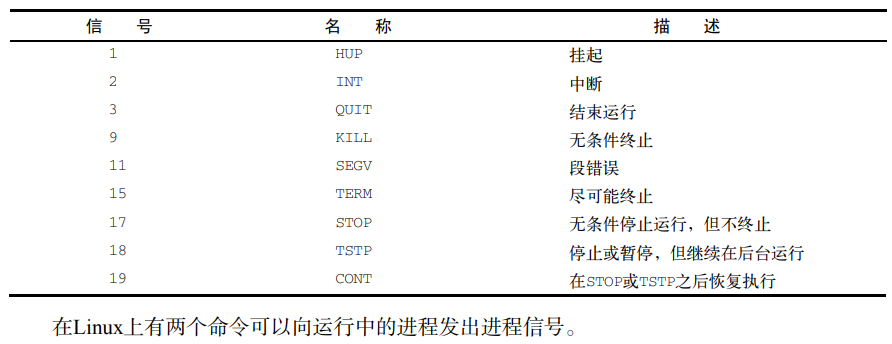 信 号 名 称 描 述
1 HUP 挂起
2 INT 中断
3 QUIT 结束运行
9 KILL 无条件终止
11 SEGV 段错误
15 TERM 尽可能终止
17 STOP 无条件停止运行，但不终止
18 TSTP 停止或暂停，但继续在后台运行
19 CONT 在STOP或TSTP之后恢复执行
在Linux上有两个命令可以向运行中的进程发出进程信号。